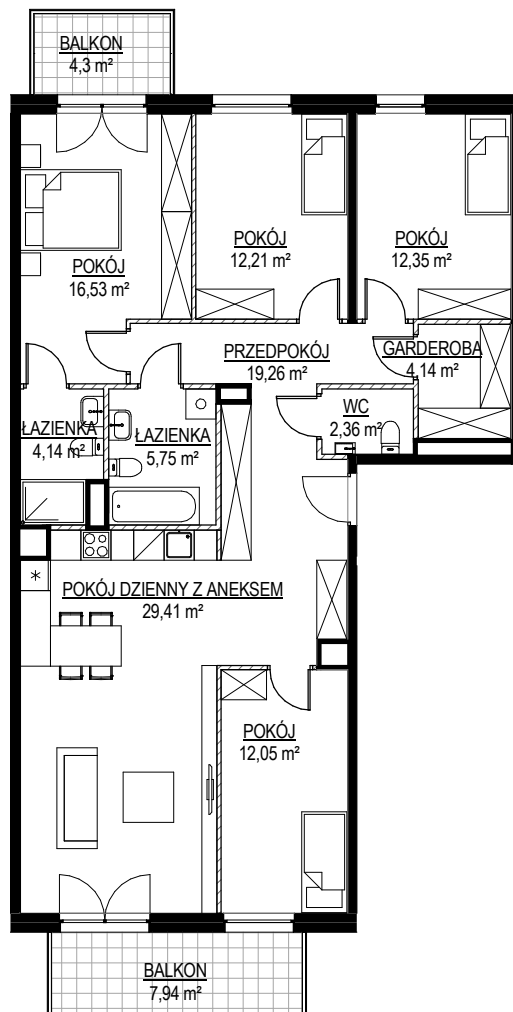 BALKON
4,3 m²
POKÓJ
16,53 m²
POKÓJ
12,21 m²
POKÓJ
12,35 m²
PRZEDPOKÓJ
19,26 m²
GARDEROBA
4,14 m²
WC
2,36 m²
ŁAZIENKA
4,14 m²
ŁAZIENKA
5,75 m²
POKÓJ DZIENNY Z ANEKSEM
29,41 m²
POKÓJ
12,05 m²
BALKON
7,94 m²